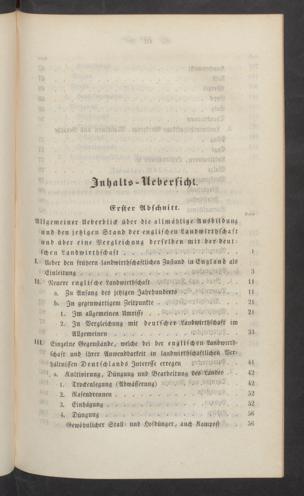 Inhalts-Uebersicht.
Erster Abschnitt.
Allgemeiner Ueberblick über die allmählige Ausbildung
und den jetzigen Stand der englischen Landwirthschaft
und über eine Vergleichung derselben mit der deut-
schen Landwirthschaft . . . 1
I. Ueber den frühern landwirthschaftlichen Zustand in England als
Einleitung . . . 3
II. Neuere englische Landwirthschaft . . . 11
a. Zu Anfang des jetzigen Jahrhunderts . . . 11
b. Im gegenwärtigem Zeitpunkte . . . 21
1. Im allgemeinen Umrisse . . . 21
2. In Vergleichung mit deutscher Landwirthschaft im
Allgemeinen . . . 31
III. Einzelne Gegenstände, welche bei der englischen Landwirth-
schaft und ihrer Anwendbarkeit in landwirthschaftlichen Ver-
hältnissen Deutschlands Interesse erregen . . . 41
a. Kultivirung, Düngung und Bearbeitung des Landes . . 42
1. Trockenlegung (Abwässerung) . . . 42
2. Rasenbrennen . . . 52
3. Einhägung . . . 52
4. Düngung . . . 56
Gewöhnlicher Stall- und Hofdünger, auch Kompost . . 56